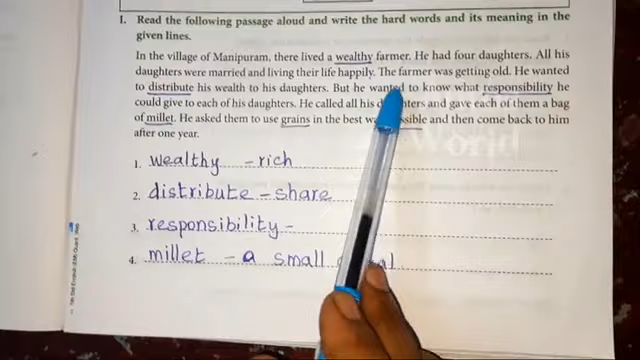 I. Read the following passage aloud and write the hard words and its meaning in the
given lines.
In the village of Manipuram, there lived a wealthy farmer. He had four daughters. All his
daughters were married and living their life happily. The farmer was getting old. He wanted
to distribute his wealth to his daughters. But he wanted to know what responsibility he
could give to each of his daughters. He called all his and gave each of them a bag
of millet. He asked them to use grains in the best and then come back to him
after one year.
1. wealthy - rich
2. distribute - share
3. responsibility -
4. millet - a small